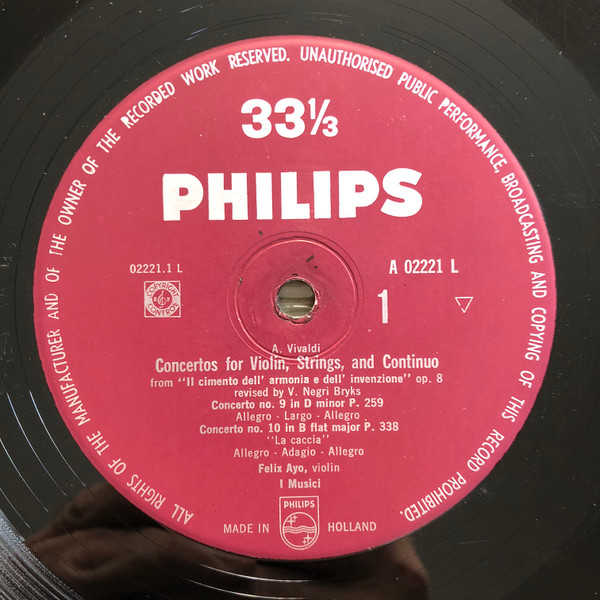 ALL RIGHTS OF THE MANUFACTURER AND OF THE OWNER OF THE RECORDED WORK RESERVED. UNAUTHORISED PUBLIC PERFORMANCE, BROADCASTING AND COPYING OF THIS RECORD PROHIBITED.
33⅓
PHILIPS
02221.1 L
A 02221 L
COPYRIGHT
CONTROL
1
A. Vivaldi
Concertos for Violin, Strings, and Continuo
from "Il cimento dell' armonia e dell' invenzione" op. 8
revised by V. Negri Bryks
Concerto no. 9 in D minor P. 259
Allegro - Largo - Allegro
Concerto no. 10 in B flat major P. 338
"La caccia"
Allegro - Adagio - Allegro
Felix Ayo, violin
I Musici
PHILIPS
MADE IN HOLLAND